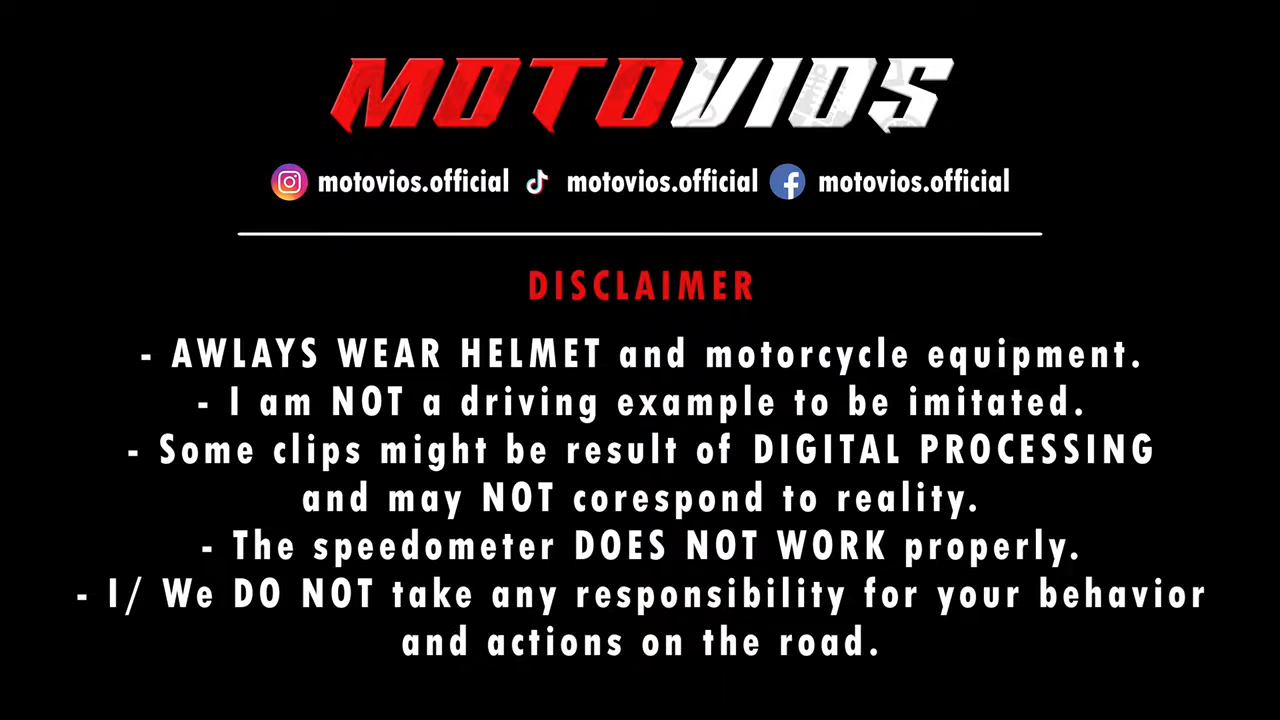 MOTOVIOS
motovios.official motovios.official motovios.official
DISCLAIMER
- AWLAYS WEAR HELMET and motorcycle equipment.
- I am NOT a driving example to be imitated.
- Some clips might be result of DIGITAL PROCESSING
and may NOT corespond to reality.
- The speedometer DOES NOT WORK properly.
- I/ We DO NOT take any responsibility for your behavior
and actions on the road.